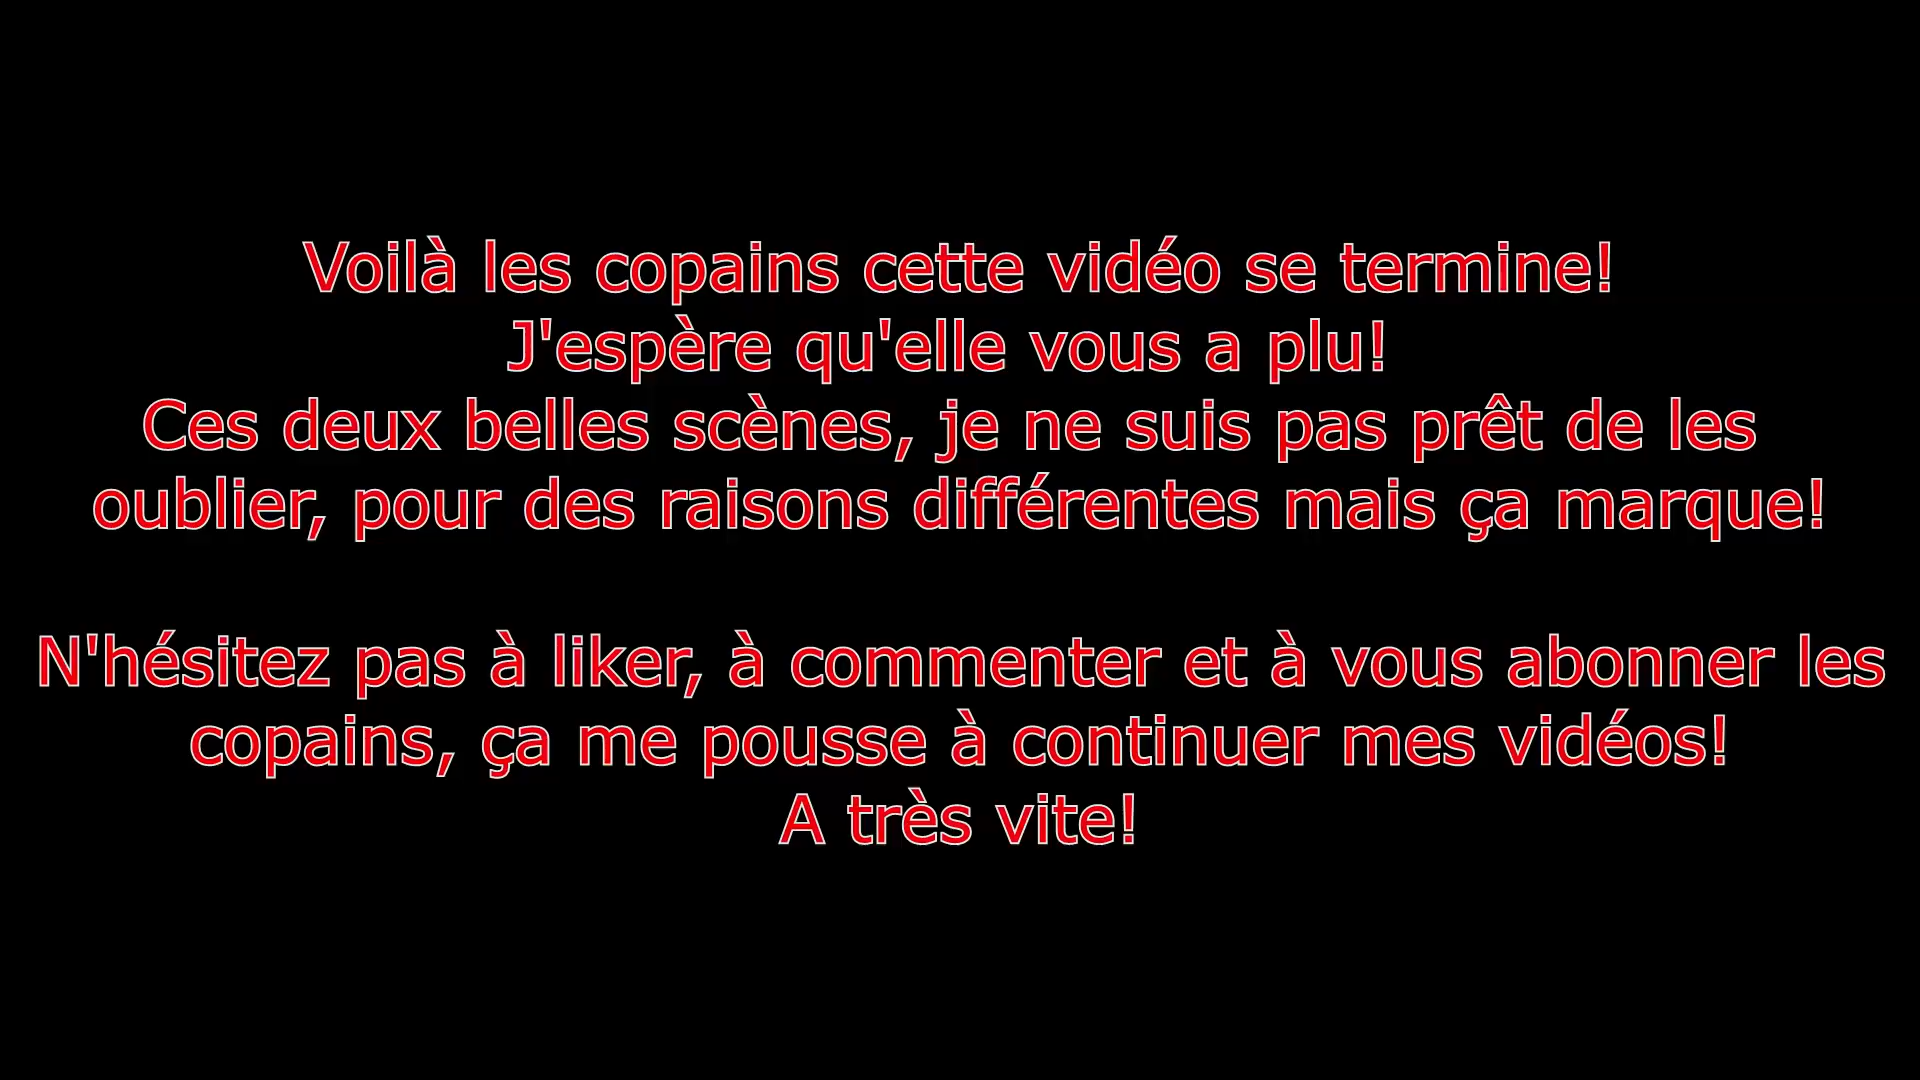 Voilà les copains cette vidéo se termine!
J'espère qu'elle vous a plu!
Ces deux belles scènes, je ne suis pas prêt de les
oublier, pour des raisons différentes mais ça marque!
N'hésitez pas à liker, à commenter et à vous abonner les
copains, ça me pousse à continuer mes vidéos!
A très vite!